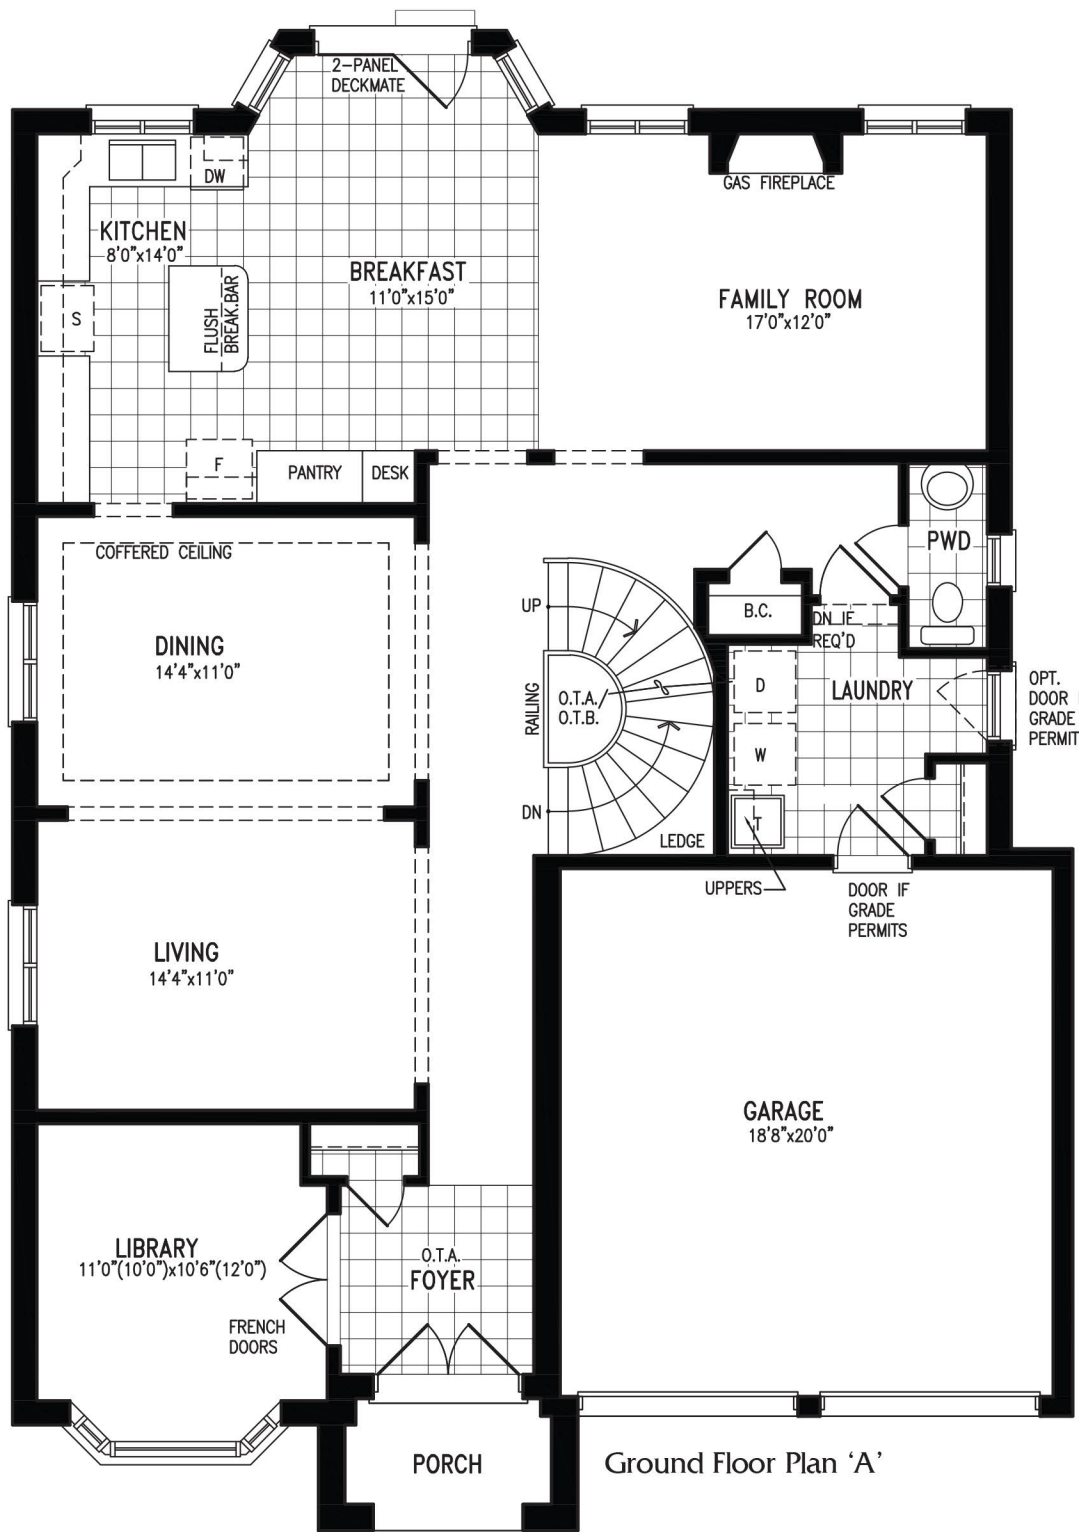 2-PANEL
DECKMATE
DW
GAS FIREPLACE
KITCHEN
8'0"x14'0"
BREAKFAST
11'0"x15'0"
FAMILY ROOM
17'0"x12'0"
S
FLUSH
BREAK.BAR
F
PANTRY
DESK
COFFERED CEILING
PWD
UP
B.C.
DN IF
REQ'D
DINING
14'4"x11'0"
RAILING
O.T.A.
O.T.B.
D
LAUNDRY
OPT.
DOOR
GRADE
PERMIT
W
DN
T
LEDGE
UPPERS
DOOR IF
GRADE
PERMITS
LIVING
14'4"x11'0"
GARAGE
18'8"x20'0"
LIBRARY
11'0"(10'0")x10'6"(12'0")
O.T.A.
FOYER
FRENCH
DOORS
PORCH
Ground Floor Plan ‘A’